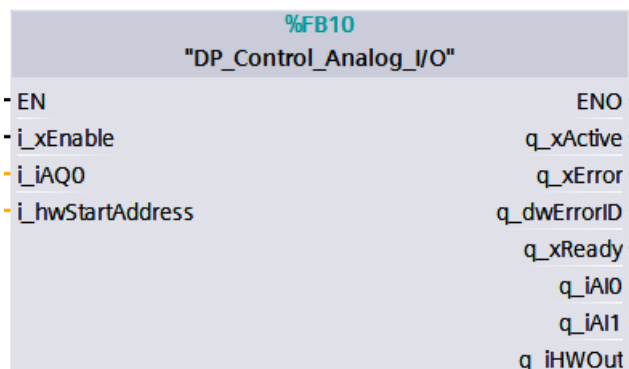 %FB10
"DP_Control_Analog_I/O"
EN ENO
i_xEnable q_xActive
i_iAQ0 q_xError
i_hwStartAddress q_dwErrorID
q_xReady
q_iAI0
q_iAI1
q_iHWOut